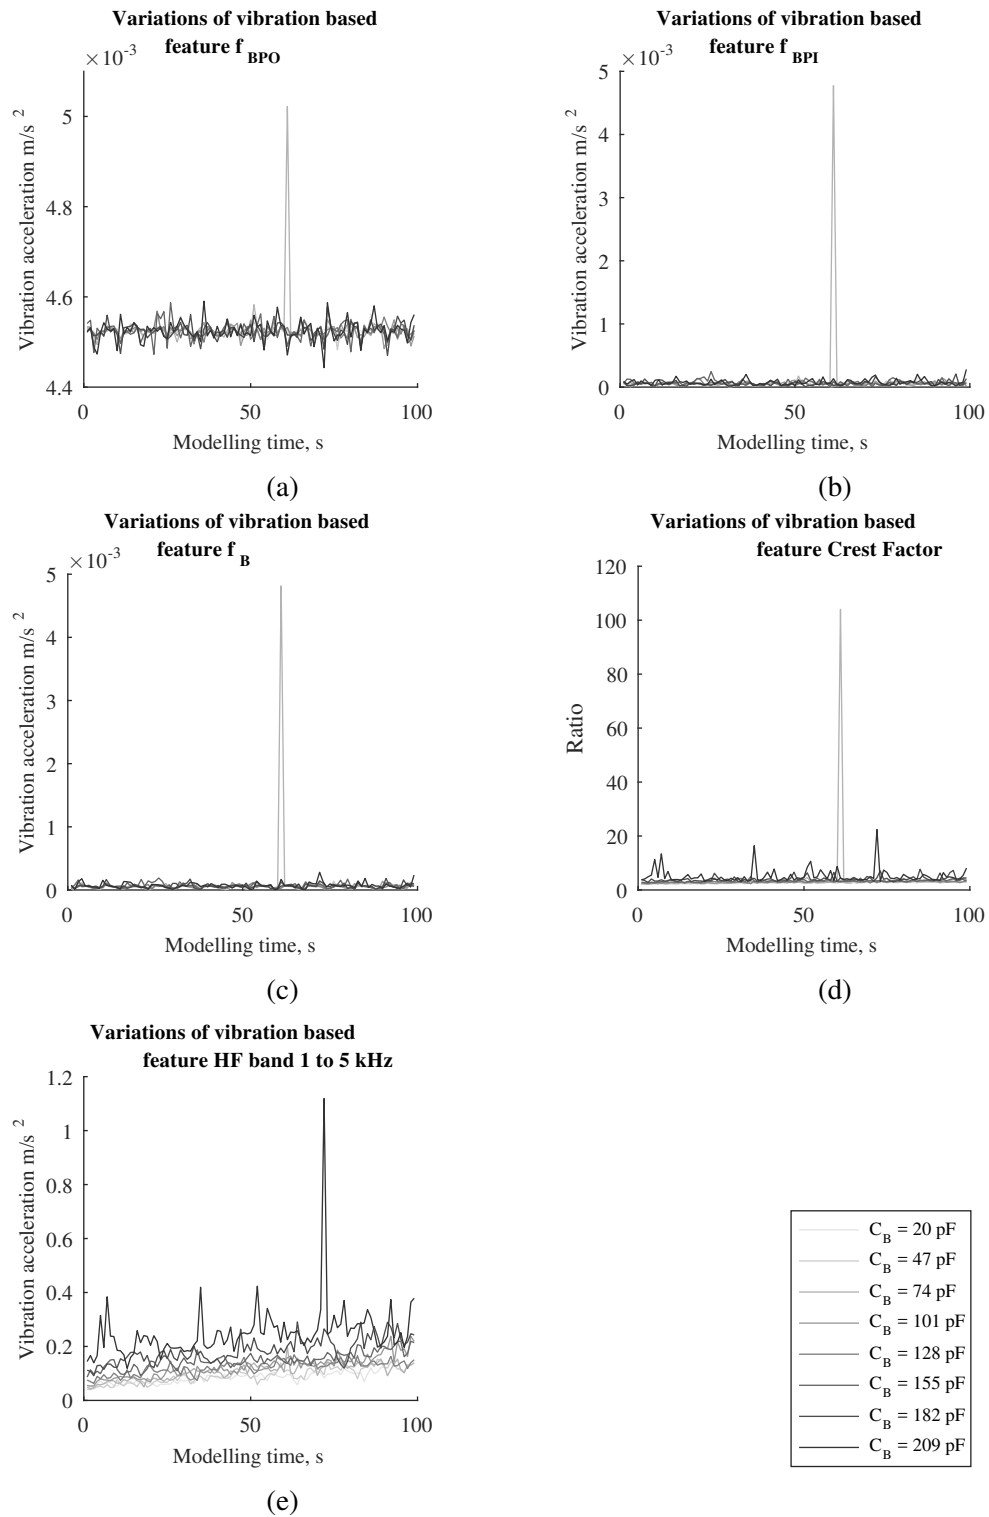 Variations of vibration based
feature f BPO
×10-3
Vibration acceleration m/s 2
5
4.8
4.6
4.4
0
50
100
Modelling time, s
(a)
Variations of vibration based
feature f BPI
×10-3
Vibration acceleration m/s 2
5
4
3
2
1
0
0
50
100
Modelling time, s
(b)
Variations of vibration based
feature f B
×10-3
Vibration acceleration m/s 2
5
4
3
2
1
0
0
50
100
Modelling time, s
(c)
Variations of vibration based
feature Crest Factor
Ratio
120
100
80
60
40
20
0
0
50
100
Modelling time, s
(d)
Variations of vibration based
feature HF band 1 to 5 kHz
Vibration acceleration m/s 2
1.2
1
0.8
0.6
0.4
0.2
0
0
50
100
Modelling time, s
(e)
C B = 20 pF
C B = 47 pF
C B = 74 pF
C B = 101 pF
C B = 128 pF
C B = 155 pF
C B = 182 pF
C B = 209 pF